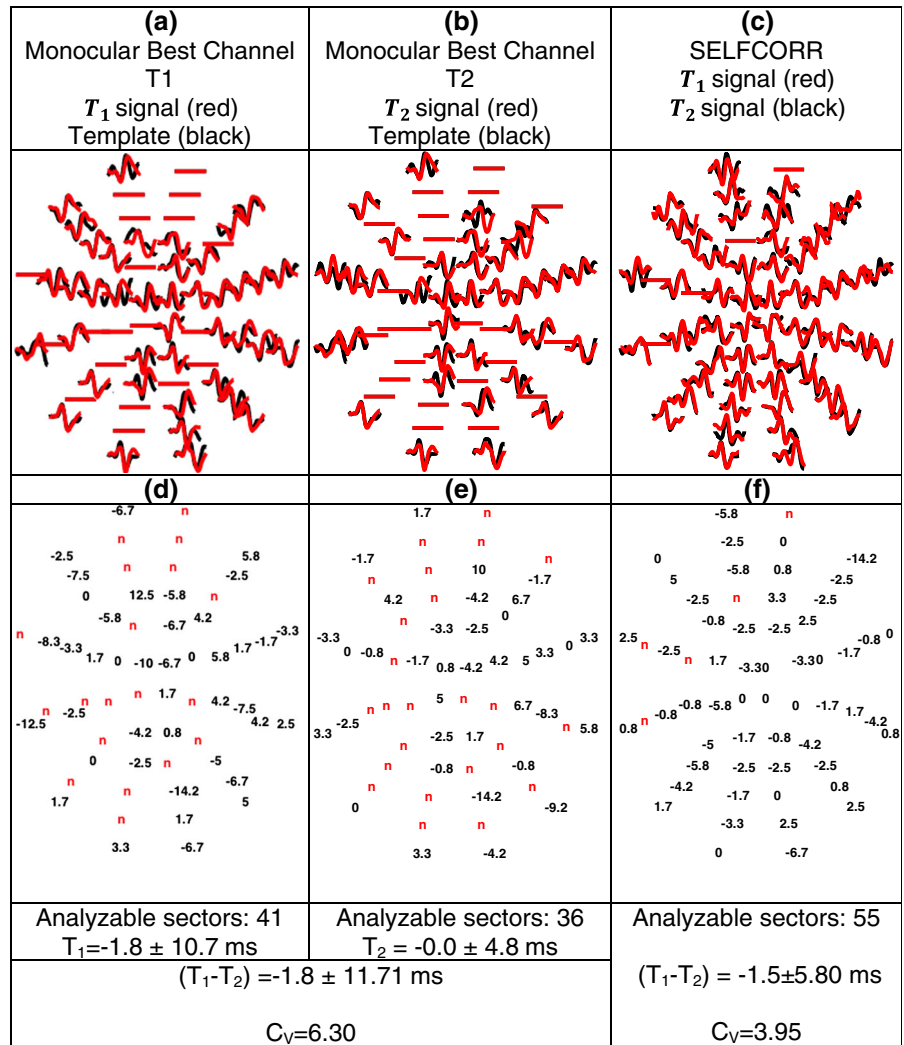 (a)
Monocular Best Channel
T1
T₁ signal (red)
Template (black)
(b)
Monocular Best Channel
T2
T₂ signal (red)
Template (black)
(c)
SELFCORR
T₁ signal (red)
T₂ signal (black)
(d)
-6.7 n
n n
-2.5 5.8
-7.5 n n -2.5
0 12.5 -5.8 n
-5.8 4.2
n -6.7
n -8.3 -3.3 1.7 0 -10 -6.7 0 5.8 1.7 -1.7 -3.3
-12.5 n -2.5 n n n 1.7 n 4.2 -7.5 4.2 2.5
n -4.2 0.8 n
0 -2.5 n -5
n n -14.2 -6.7
1.7 5
n 1.7
3.3 -6.7
(e)
1.7 n
n n
-1.7 n
n n 10 -1.7
4.2 n -4.2 6.7
n 0
-3.3 -2.5
-3.3 0 -0.8 n -1.7 0.8 -4.2 4.2 5 3.3 0 3.3
3.3 -2.5 n n n 5 n n 6.7 -8.3 n 5.8
n -2.5 1.7 n
n -0.8 n -0.8
n n -14.2 n
0 -9.2
n n
3.3 -4.2
(f)
-5.8 n
-2.5 0
0 -14.2
5 -5.8 0.8 -2.5
-2.5 n 3.3 -2.5
-0.8 2.5
-2.5 -2.5
2.5 n -2.5 n 1.7 -3.30 -3.30 -1.7 -0.8 0
0.8 n -0.8 -0.8 -5.8 0 0 0 -1.7 1.7 -4.2 0.8
-5 -1.7 -0.8 -4.2
-5.8 -2.5 -2.5 -2.5
-4.2 -1.7 0 0.8
1.7 2.5
-3.3 2.5
0 -6.7
Analyzable sectors: 41
T₁=-1.8 ± 10.7 ms
Analyzable sectors: 36
T₂ = -0.0 ± 4.8 ms
(T₁-T₂) =-1.8 ± 11.71 ms
Cᵥ=6.30
Analyzable sectors: 55
(T₁-T₂) = -1.5±5.80 ms
Cᵥ=3.95